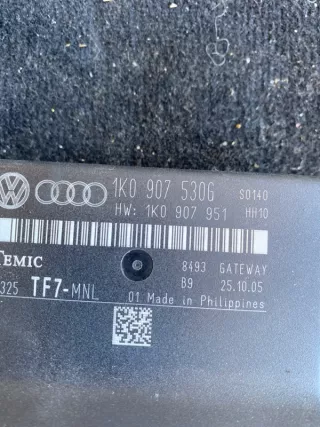 1K0 907 530G S0140
HW: 1K0 907 951 HH10
TEMIC
8493 GATEWAY
325 TF7-MNL B9 25.10.05
01 Made in Philippines